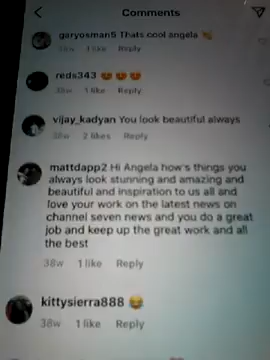 Comments
garyosman5 Thats cool angela 👏
38w 1 like Reply
reds343 😍😍😍
38w 1 like Reply
vijay_kadyan You look beautiful always
38w 2 likes Reply
mattdapp2 Hi Angela how's things you
always look stunning and amazing and
beautiful and inspiration to us all and
love your work on the latest news on
channel seven news and you do a great
job and keep up the great work and all
the best
38w 1 like Reply
kittysierra888 😂
38w 1 like Reply